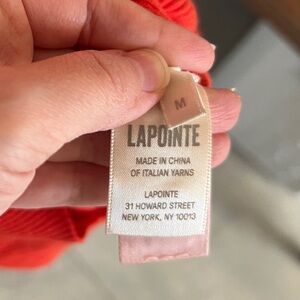 M
LAPOINTE
MADE IN CHINA
OF ITALIAN YARNS
LAPOINTE
31 HOWARD STREET
NEW YORK, NY 10013